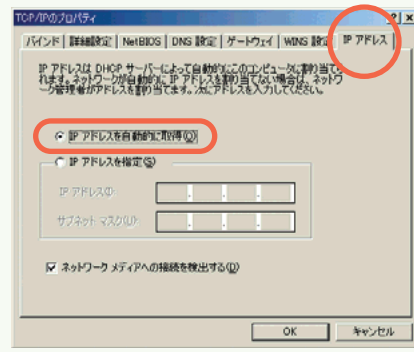 TCP/IPのプロパティ
バインド 詳細設定 NetBIOS DNS 設定 ゲートウェイ WINS 設定 IP アドレス
IP アドレスは DHCP サーバーによって自動的にこのコンピュータに割り当てら
れます。ネットワークが自動的に IP アドレスを割り当てない場合は、ネットワ
ーク管理者がアドレスを割り当てます。次にアドレスを入力してください。
IP アドレスを自動的に取得(O)
IP アドレスを指定(S)
IP アドレス(I):
サブネット マスク(U):
ネットワーク メディアへの接続を検出する(D)
OK キャンセル